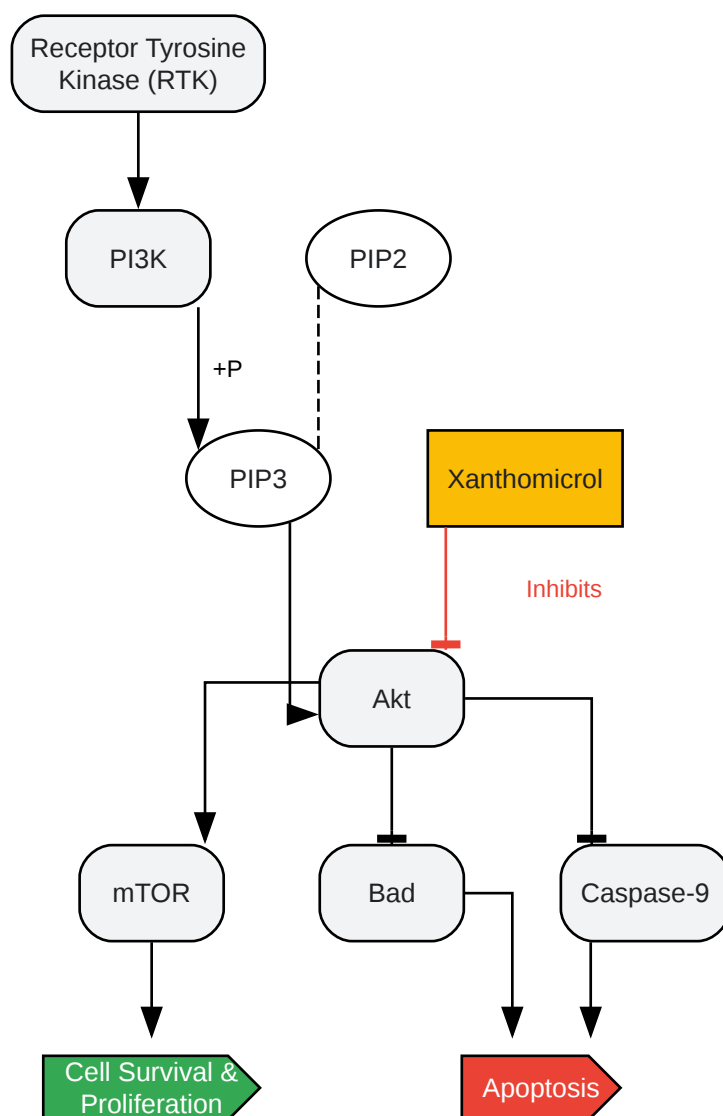 Receptor Tyrosine
Kinase (RTK)
PI3K
PIP2
+P
PIP3
Xanthomicrol
Inhibits
Akt
mTOR
Bad
Caspase-9
Cell Survival &
Proliferation
Apoptosis